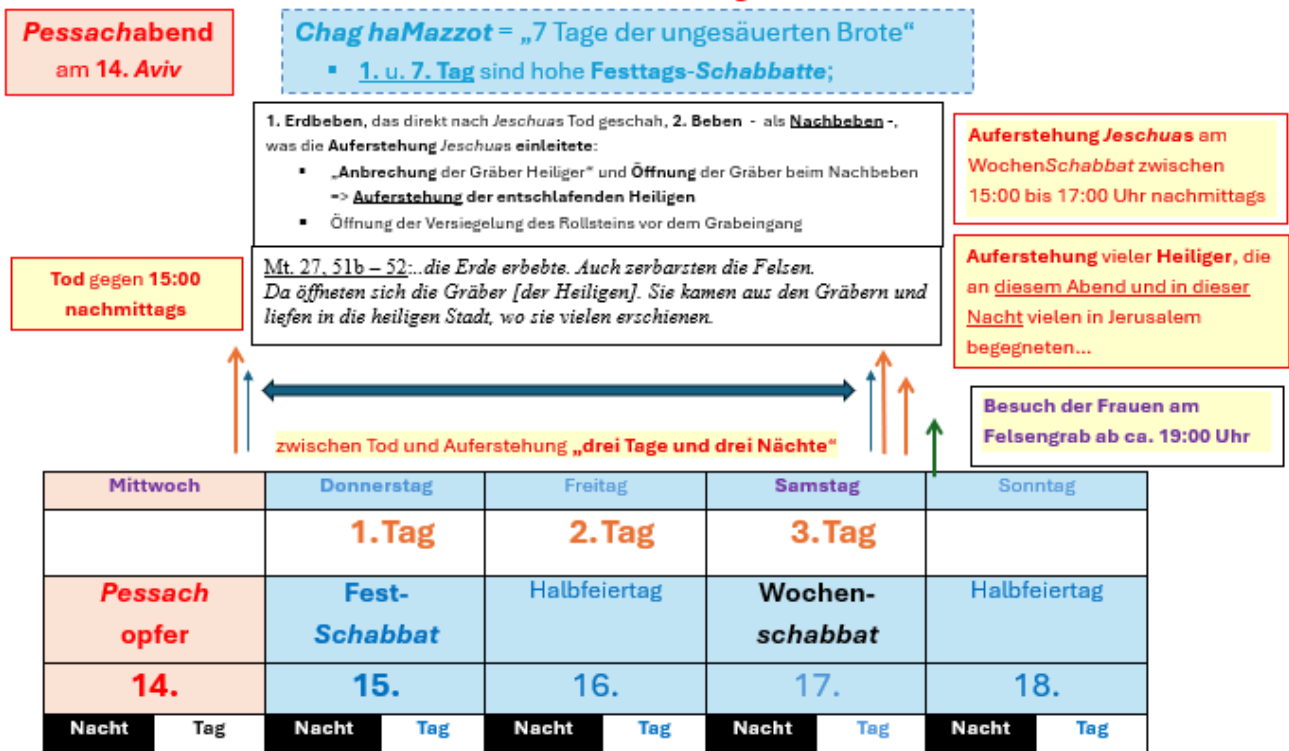 Pessachabend
am 14. Aviv
Chag haMazzot = „7 Tage der ungesäuerten Brote“
▪ 1. u. 7. Tag sind hohe Festtags-Schabbatte;
1. Erdbeben, das direkt nach Jeschuas Tod geschah, 2. Beben - als Nachbeben -,
was die Auferstehung Jeschuas einleitete:
▪ „Anbrechung der Gräber Heiliger“ und Öffnung der Gräber beim Nachbeben
=> Auferstehung der entschlafenden Heiligen
▪ Öffnung der Versiegelung des Rollsteins vor dem Grabeingang
Auferstehung Jeschuas am
WochenSchabbat zwischen
15:00 bis 17:00 Uhr nachmittags
Tod gegen 15:00
nachmittags
Mt. 27, 51b – 52:..die Erde erbebte. Auch zerbarsten die Felsen.
Da öffneten sich die Gräber [der Heiligen]. Sie kamen aus den Gräbern und
liefen in die heiligen Stadt, wo sie vielen erschienen.
Auferstehung vieler Heiliger, die
an diesem Abend und in dieser
Nacht vielen in Jerusalem
begegneten...
Besuch der Frauen am
Felsengrab ab ca. 19:00 Uhr
zwischen Tod und Auferstehung „drei Tage und drei Nächte“
Mittwoch Donnerstag Freitag Samstag Sonntag
1. Tag 2. Tag 3. Tag
Pessach Fest- Halbfeiertag Wochen- Halbfeiertag
opfer Schabbat schabbat
14. 15. 16. 17. 18.
Nacht Tag Nacht Tag Nacht Tag Nacht Tag Nacht Tag